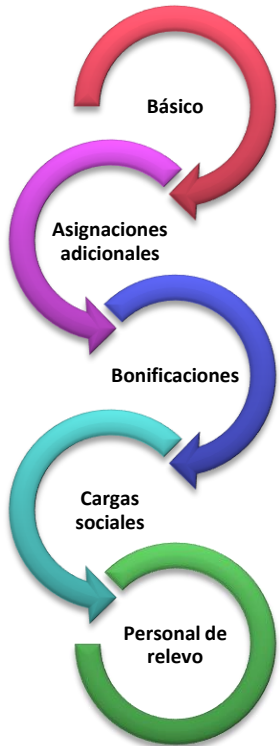 Básico
Asignaciones
adicionales
Bonificaciones
Cargas
sociales
Personal de
relevo